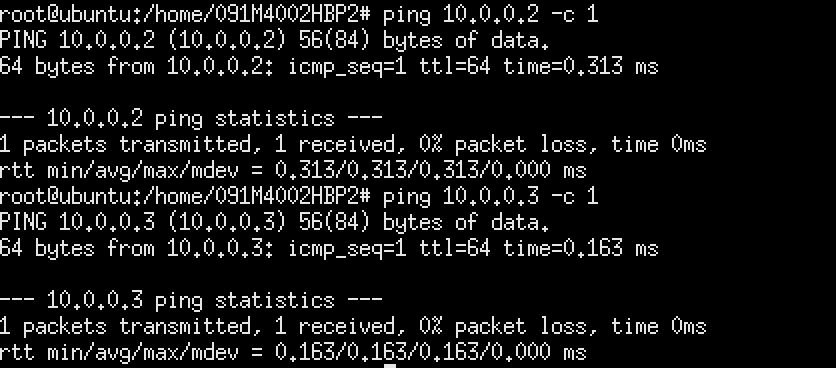 root@ubuntu:/home/091M4002HBP2# ping 10.0.0.2 -c 1
PING 10.0.0.2 (10.0.0.2) 56(84) bytes of data.
64 bytes from 10.0.0.2: icmp_seq=1 ttl=64 time=0.313 ms
--- 10.0.0.2 ping statistics ---
1 packets transmitted, 1 received, 0% packet loss, time 0ms
rtt min/avg/max/mdev = 0.313/0.313/0.313/0.000 ms
root@ubuntu:/home/091M4002HBP2# ping 10.0.0.3 -c 1
PING 10.0.0.3 (10.0.0.3) 56(84) bytes of data.
64 bytes from 10.0.0.3: icmp_seq=1 ttl=64 time=0.163 ms
--- 10.0.0.3 ping statistics ---
1 packets transmitted, 1 received, 0% packet loss, time 0ms
rtt min/avg/max/mdev = 0.163/0.163/0.163/0.000 ms